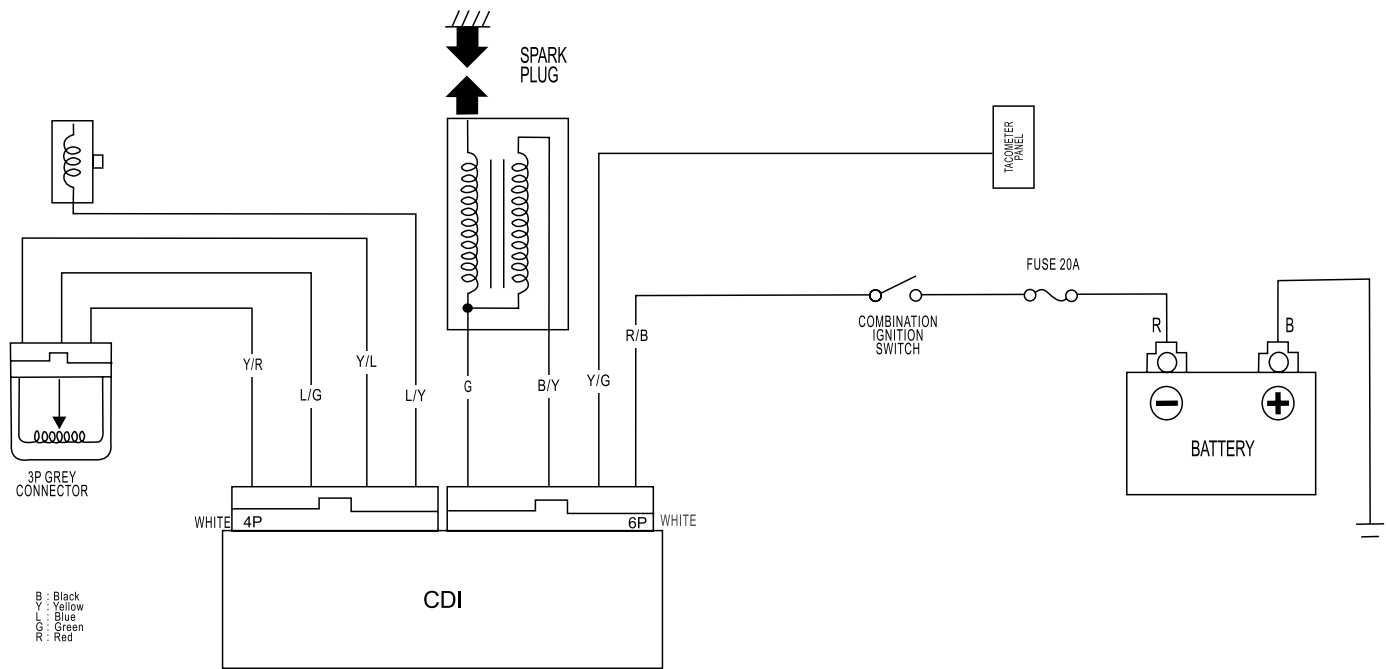 SPARK
PLUG
TACOMETER
PANEL
FUSE 20A
COMBINATION
IGNITION
SWITCH
R
B
R/B
Y/R
Y/L
L/G
L/Y
G
B/Y
Y/G
BATTERY
3P GREY
CONNECTOR
WHITE
4P
6P
WHITE
CDI
B : Black
Y : Yellow
L : Blue
G : Green
R : Red